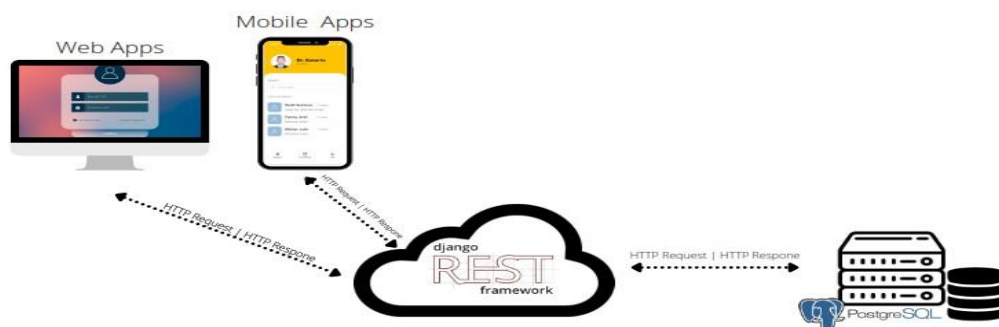 Mobile Apps
Web Apps
HTTP Request | HTTP Respone
HTTP Request | HTTP Respone
django
REST
framework
HTTP Request | HTTP Respone
PostgreSQL